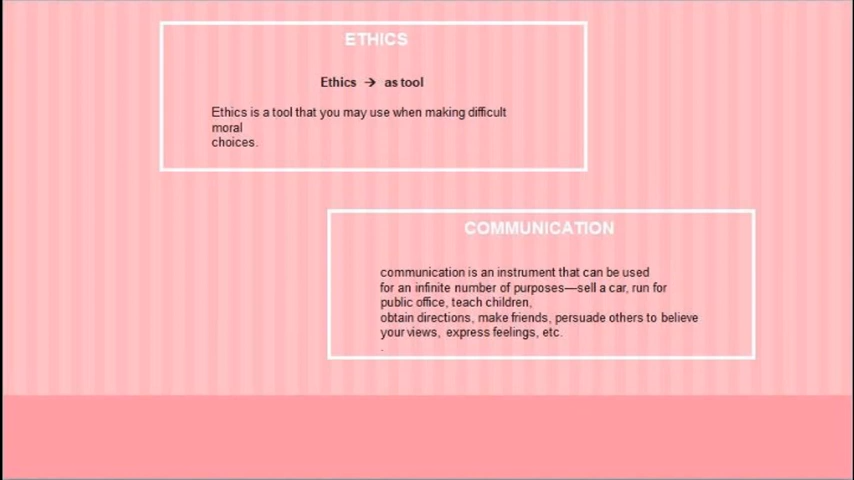 ETHICS
Ethics → as tool
Ethics is a tool that you may use when making difficult
moral
choices.
COMMUNICATION
communication is an instrument that can be used
for an infinite number of purposes—sell a car, run for
public office, teach children,
obtain directions, make friends, persuade others to believe
your views, express feelings, etc.
.